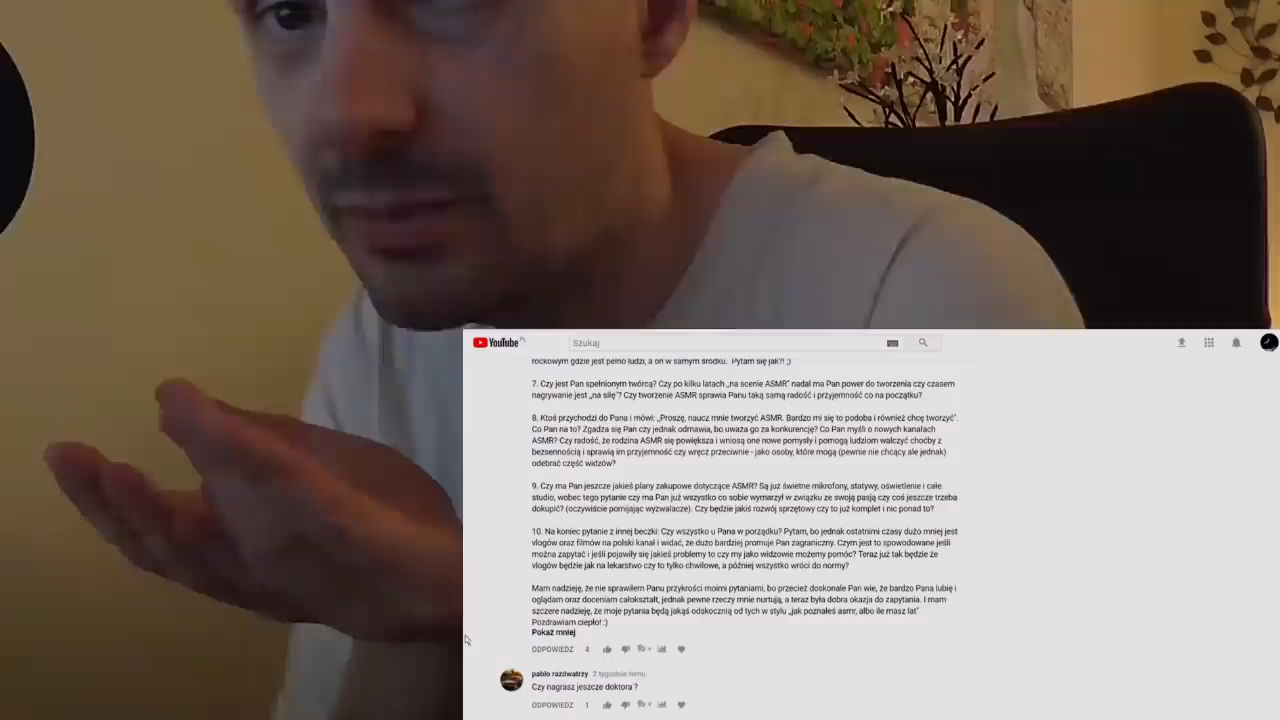 YouTube PL
Szukaj
rockowym gdzie jest pełno ludzi, a on w samym środku. Pytam się jak?! ;)
7. Czy jest Pan spełnionym twórcą? Czy po kilku latach „na scenie ASMR” nadal ma Pan power do tworzenia czy czasem
nagrywanie jest „na siłę”? Czy tworzenie ASMR sprawia Panu taką samą radość i przyjemność co na początku?
8. Ktoś przychodzi do Pana i mówi: „Proszę, naucz mnie tworzyć ASMR. Bardzo mi się to podoba i również chcę tworzyć”.
Co Pan na to? Zgadza się Pan czy jednak odmawia, bo uważa go za konkurencję? Co Pan myśli o nowych kanałach
ASMR? Czy radość, że rodzina ASMR się powiększa i wniosą one nowe pomysły i pomogą ludziom walczyć choćby z
bezsennością i sprawią im przyjemność czy wręcz przeciwnie - jako osoby, które mogą (pewnie nie chcący ale jednak)
odebrać część widzów?
9. Czy ma Pan jeszcze jakieś plany zakupowe dotyczące ASMR? Są już świetne mikrofony, statywy, oświetlenie i całe
studio, wobec tego pytanie czy ma Pan już wszystko co sobie wymarzył w związku ze swoją pasją czy coś jeszcze trzeba
dokupić? (oczywiście pomijając wyzwalacze). Czy będzie jakiś rozwój sprzętowy czy to już komplet i nic ponad to?
10. Na koniec pytanie z innej beczki: Czy wszystko u Pana w porządku? Pytam, bo jednak ostatnimi czasy dużo mniej jest
vlogów oraz filmów na polski kanał i widać, że dużo bardziej promuje Pan zagraniczny. Czym jest to spowodowane jeśli
można zapytać i jeśli pojawiły się jakieś problemy to czy my jako widzowie możemy pomóc? Teraz już tak będzie że
vlogów będzie jak na lekarstwo czy to tylko chwilowe, a później wszystko wróci do normy?
Mam nadzieję, że nie sprawiłem Panu przykrości moimi pytaniami, bo przecież doskonale Pan wie, że bardzo Pana lubię i
oglądam oraz doceniam całokształt, jednak pewne rzeczy mnie nurtują, a teraz była dobra okazja do zapytania. I mam
szczere nadzieję, że moje pytania będą jakąś odskocznią od tych w stylu „jak poznałeś asmr, albo ile masz lat”
Pozdrawiam ciepło! :)
Pokaż mniej
ODPOWIEDZ 4
pablo razdwatrzy 2 tygodnie temu
Czy nagrasz jeszcze doktora ?
ODPOWIEDZ 1